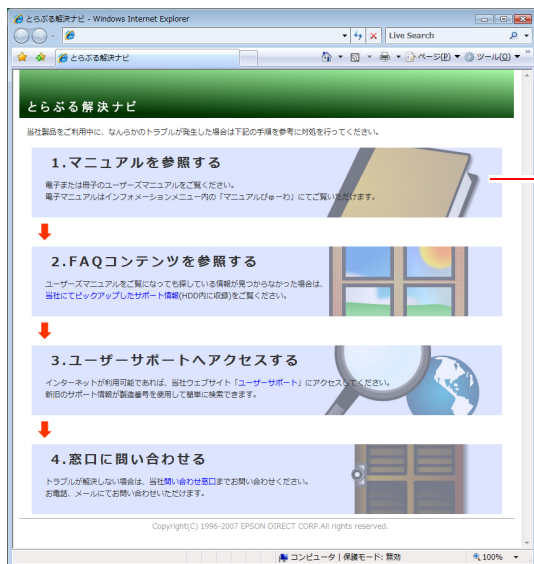 とらぶる解決ナビ - Windows Internet Explorer
Live Search
とらぶる解決ナビ
ページ(P) ツール(O) »
とらぶる解決ナビ
当社製品をご利用中に、なんらかのトラブルが発生した場合は下記の手順を参考に対処を行ってください。
1.マニュアルを参照する
電子または冊子のユーザーズマニュアルをご覧ください。
電子マニュアルはインフォメーションメニュー内の「マニュアルびゅーわ」にてご覧いただけます。
2.FAQコンテンツを参照する
ユーザーズマニュアルをご覧になっても探している情報が見つからなかった場合は、
当社にてピックアップしたサポート情報(HDD内に収録)をご覧ください。
3.ユーザーサポートへアクセスする
インターネットが利用可能であれば、当社ウェブサイト「ユーザーサポート」にアクセスしてください。
新旧のサポート情報が製造番号を使用して簡単に検索できます。
4.窓口に問い合わせる
トラブルが解決しない場合は、当社問い合わせ窓口までお問い合わせください。
お電話、メールにてお問い合わせいただけます。
Copyright(C) 1996-2007 EPSON DIRECT CORP.All rights reserved.
コンピュータ | 保護モード: 無効 100%